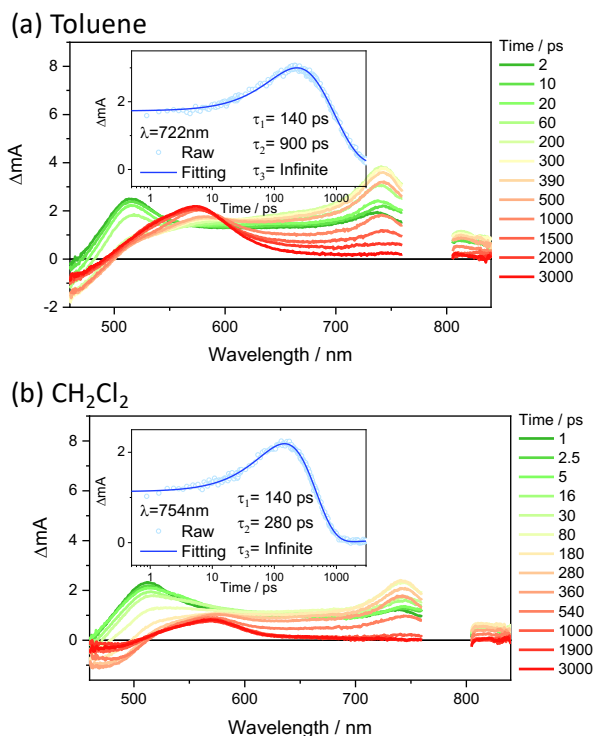 (a) Toluene
ΔmA
8
6
4
2
0
-2
500
600
700
800
Wavelength / nm
ΔmA
2
0
λ=722nm
Raw
Fitting
τ1= 140 ps
τ2= 900 ps
τ3= Infinite
1
10
100
1000
Time / ps
Time / ps
2
10
20
60
200
300
390
500
1000
1500
2000
3000
(b) CH2Cl2
ΔmA
8
6
4
2
0
500
600
700
800
Wavelength / nm
ΔmA
2
0
λ=754nm
Raw
Fitting
τ1= 140 ps
τ2= 280 ps
τ3= Infinite
1
10
100
1000
Time / ps
Time / ps
1
2.5
5
16
30
80
180
280
360
540
1000
1900
3000